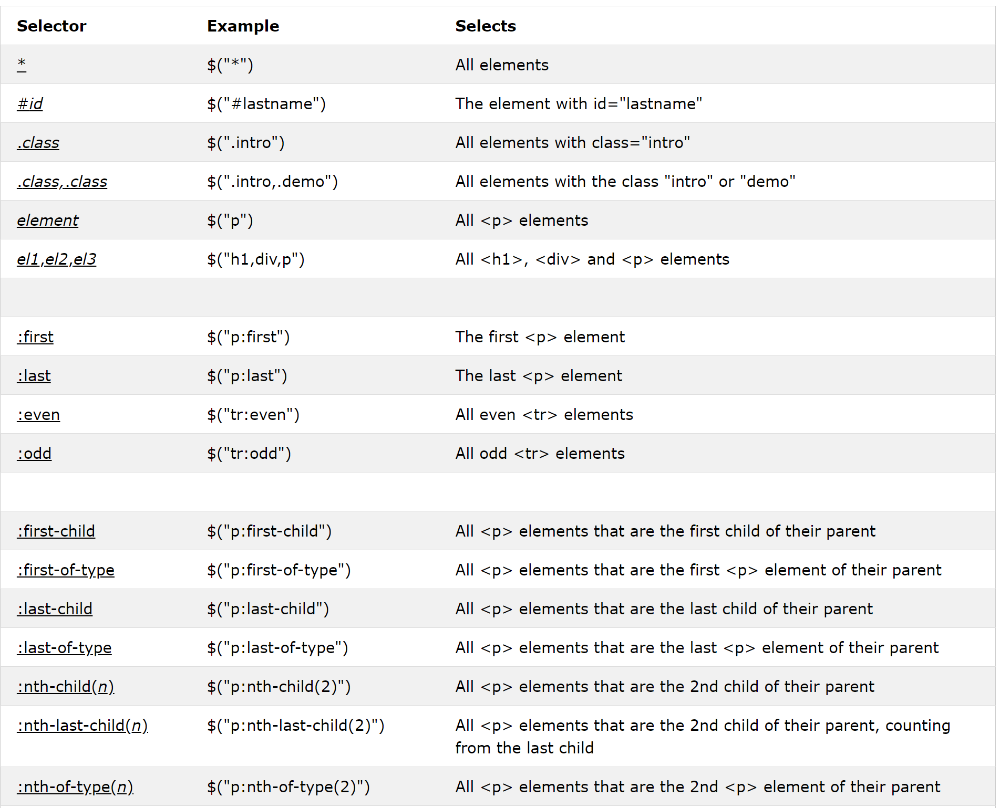 Selector Example Selects
* $("*") All elements
#id $("#lastname") The element with id="lastname"
.class $(".intro") All elements with class="intro"
.class,.class $(".intro,.demo") All elements with the class "intro" or "demo"
element $("p") All <p> elements
el1,el2,el3 $("h1,div,p") All <h1>, <div> and <p> elements
:first $("p:first") The first <p> element
:last $("p:last") The last <p> element
:even $("tr:even") All even <tr> elements
:odd $("tr:odd") All odd <tr> elements
:first-child $("p:first-child") All <p> elements that are the first child of their parent
:first-of-type $("p:first-of-type") All <p> elements that are the first <p> element of their parent
:last-child $("p:last-child") All <p> elements that are the last child of their parent
:last-of-type $("p:last-of-type") All <p> elements that are the last <p> element of their parent
:nth-child(n) $("p:nth-child(2)") All <p> elements that are the 2nd child of their parent
:nth-last-child(n) $("p:nth-last-child(2)") All <p> elements that are the 2nd child of their parent, counting
from the last child
:nth-of-type(n) $("p:nth-of-type(2)") All <p> elements that are the 2nd <p> element of their parent